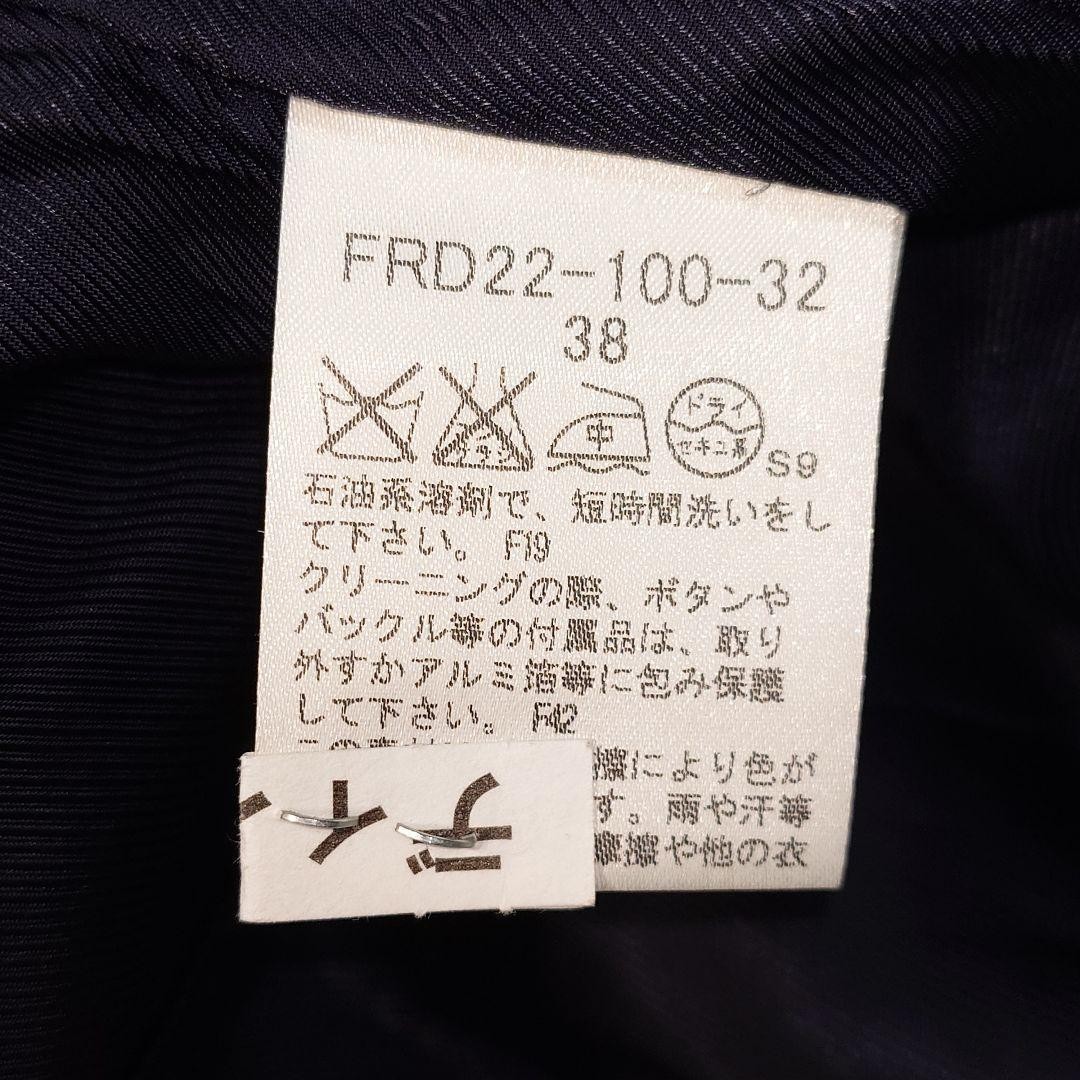 FRD22-100-32
38
中
ドライ
セキユ系
S9
石油系溶剤で、短時間洗いをし
て下さい。 F19
クリーニングの際、ボタンや
バックル等の付属品は、取り
外すかアルミ箔等に包み保護
して下さい。 F42
により色が
す。雨や汗等
や他の衣
ディ